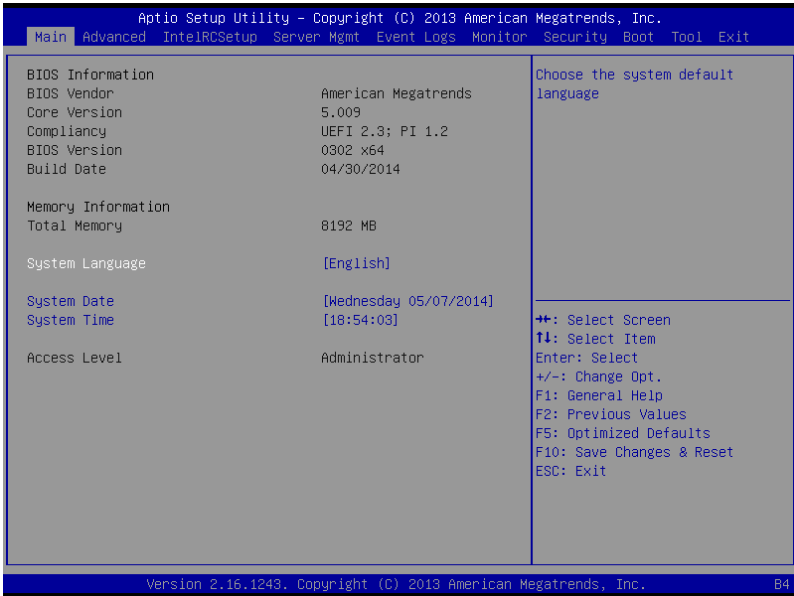 Aptio Setup Utility – Copyright (C) 2013 American Megatrends, Inc.
Main Advanced IntelRCSetup Server Mgmt Event Logs Monitor Security Boot Tool Exit
BIOS Information
BIOS Vendor American Megatrends
Core Version 5.009
Compliancy UEFI 2.3; PI 1.2
BIOS Version 0302 x64
Build Date 04/30/2014
Memory Information
Total Memory 8192 MB
System Language [English]
System Date [Wednesday 05/07/2014]
System Time [18:54:03]
Access Level Administrator
Choose the system default
language
→←: Select Screen
↑↓: Select Item
Enter: Select
+/-: Change Opt.
F1: General Help
F2: Previous Values
F5: Optimized Defaults
F10: Save Changes & Reset
ESC: Exit
Version 2.16.1243. Copyright (C) 2013 American Megatrends, Inc.
B4